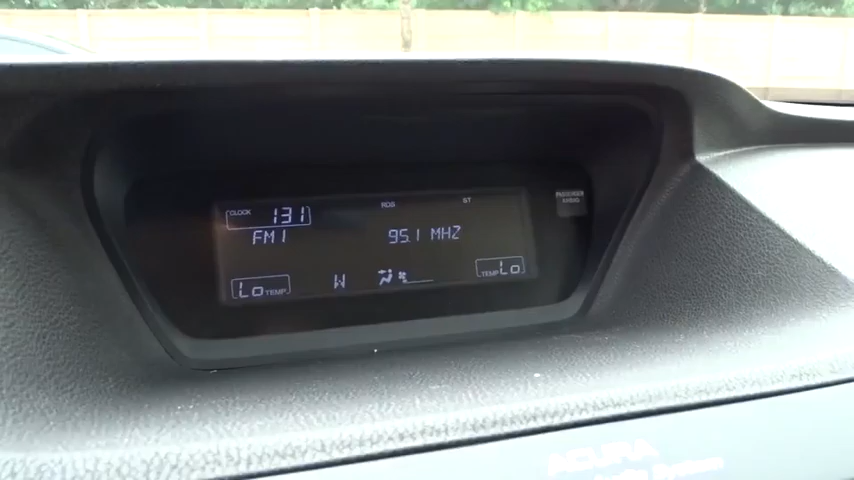 CLOCK 131 RDS ST
FM1 95.1 MHZ
PASSENGER
AIRBAG
Lo TEMP W TEMP Lo
ACURA